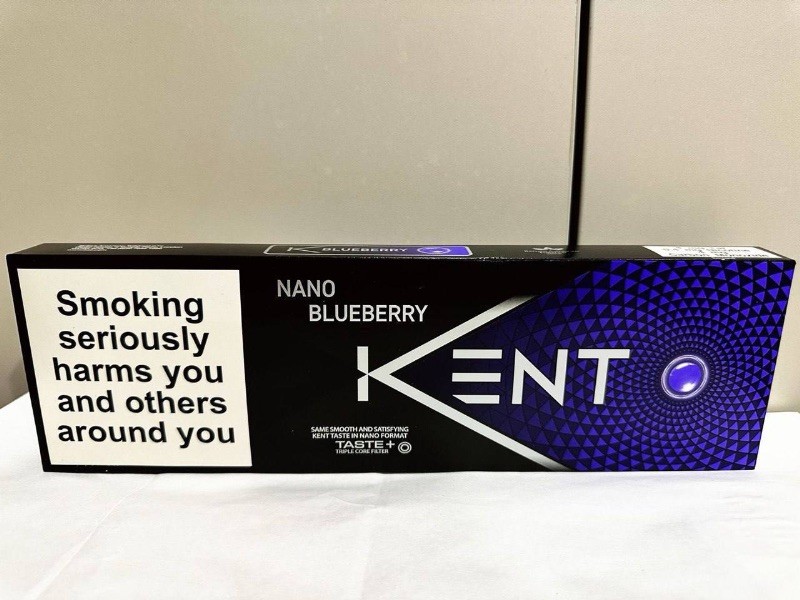 BLUEBERRY
Smoking
seriously
harms you
and others
around you
NANO
BLUEBERRY
KENT
SAME SMOOTH AND SATISFYING
KENT TASTE IN NANO FORMAT
TASTE+
TRIPLE CORE FILTER